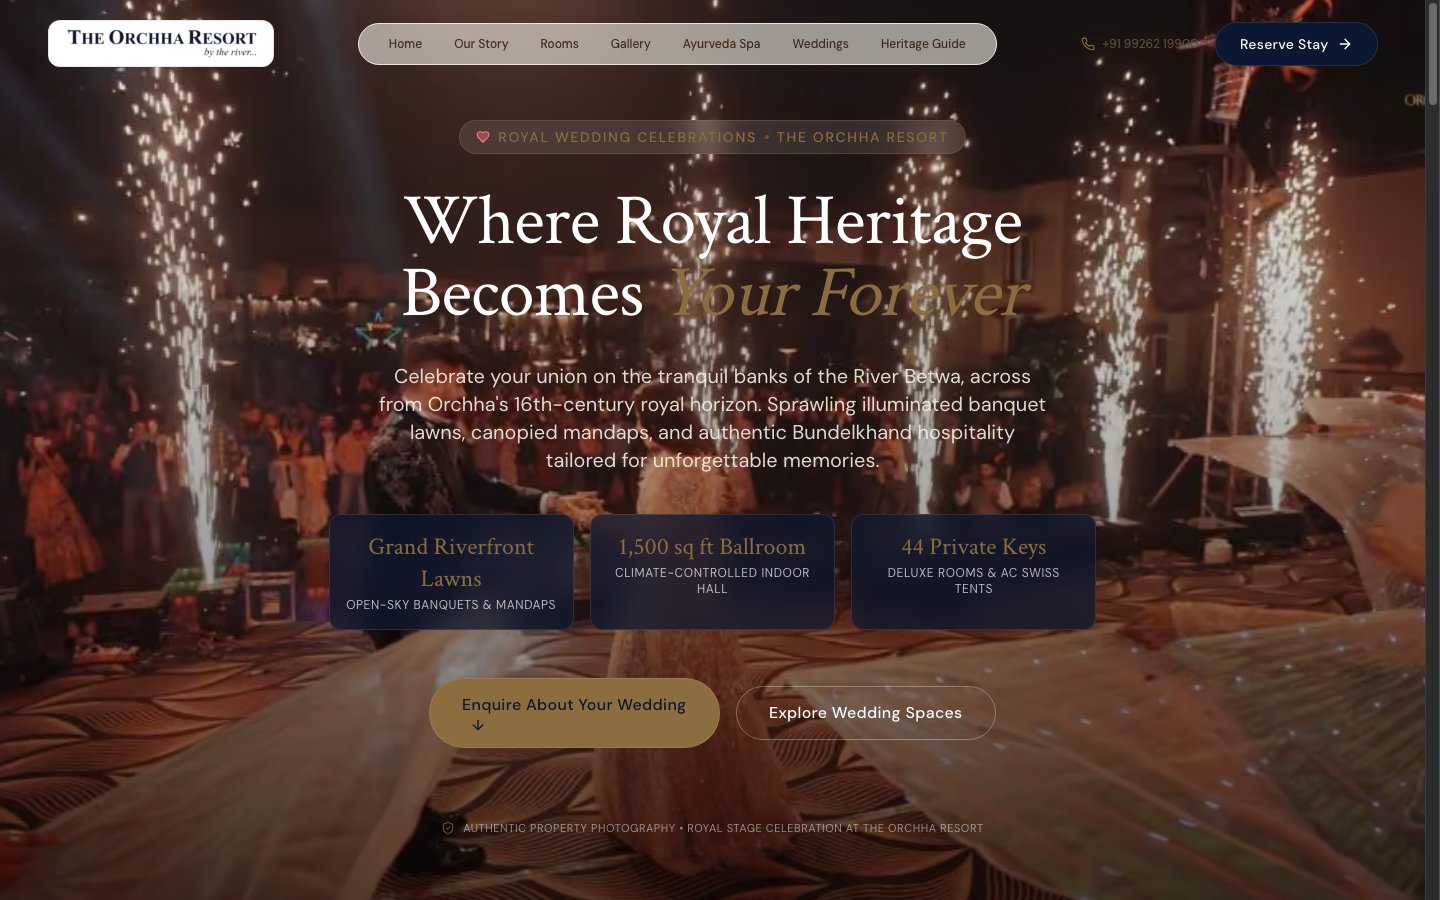 THE ORCHHA RESORT
by the river...
Home
Our Story
Rooms
Gallery
Ayurveda Spa
Weddings
Heritage Guide
+91 99262 19906
Reserve Stay
ROYAL WEDDING CELEBRATIONS • THE ORCHHA RESORT
Where Royal Heritage
Becomes Your Forever
Celebrate your union on the tranquil banks of the River Betwa, across
from Orchha's 16th-century royal horizon. Sprawling illuminated banquet
lawns, canopied mandaps, and authentic Bundelkhand hospitality
tailored for unforgettable memories.
Grand Riverfront
Lawns
OPEN-SKY BANQUETS & MANDAPS
1,500 sq ft Ballroom
CLIMATE-CONTROLLED INDOOR
HALL
44 Private Keys
DELUXE ROOMS & AC SWISS
TENTS
Enquire About Your Wedding
Explore Wedding Spaces
AUTHENTIC PROPERTY PHOTOGRAPHY • ROYAL STAGE CELEBRATION AT THE ORCHHA RESORT